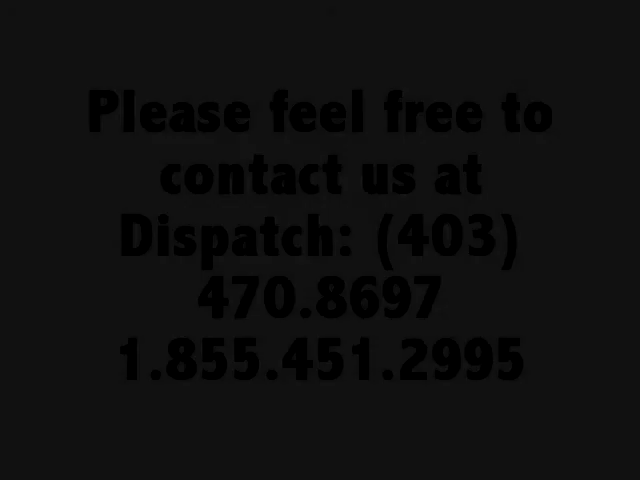 Please feel free to
contact us at
Dispatch: (403)
470.8697
1.855.451.2995